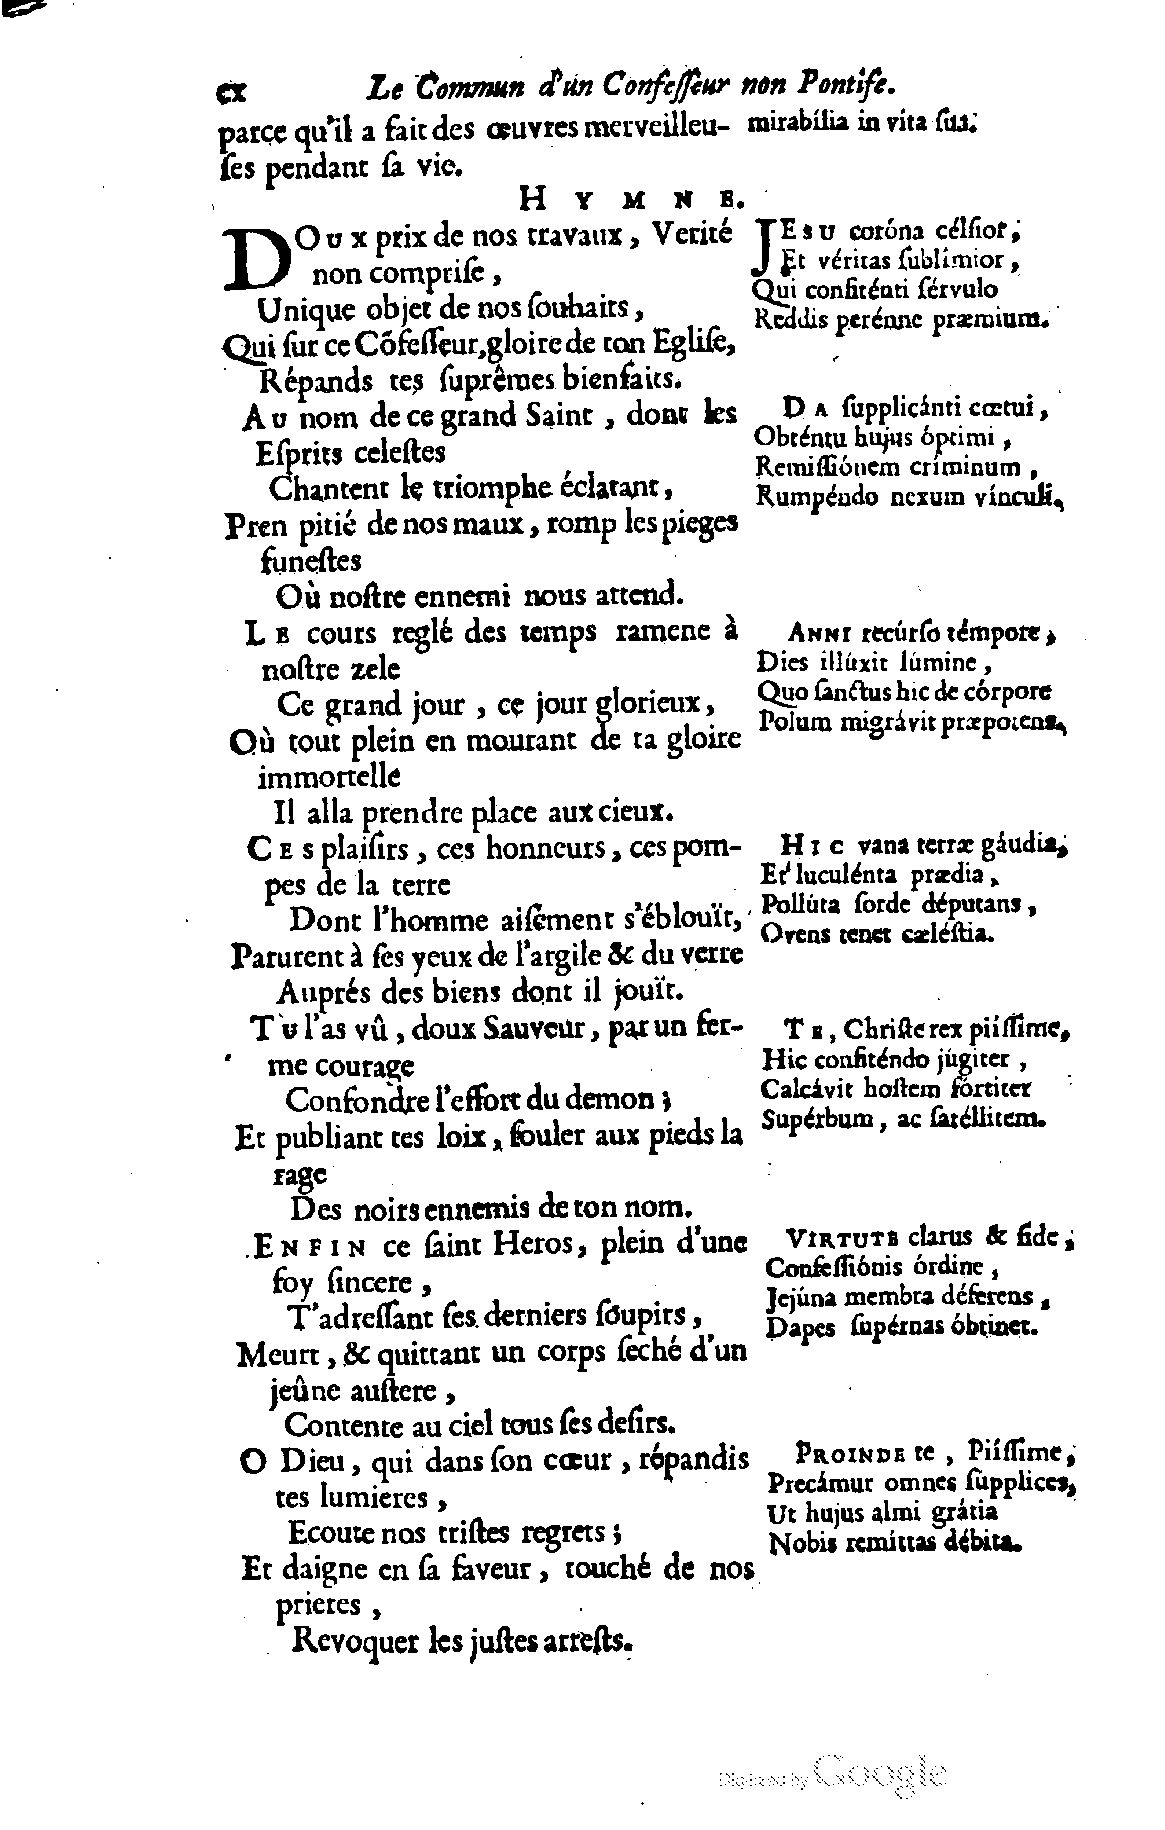 cx Le Commun d'un Confeſſeur non Pontife.
parce qu'il a fait des œuvres merveilleu-
ſes pendant ſa vie.
mirabília in vita ſua.
HYMNE.
DOUx prix de nos travaux, Verité
non compriſe,
Unique objet de nos ſouhaits,
Qui ſur ce Cõfeſſeur, gloire de ton Egliſe,
Répands tes ſuprêmes bienfaits.
AU nom de ce grand Saint, dont les
Eſprits celeſtes
Chantent le triomphe éclatant,
Pren pitié de nos maux, romp les pieges
funeſtes
Où noſtre ennemi nous attend.
LE cours reglé des temps ramene à
noſtre zele
Ce grand jour, ce jour glorieux,
Où tout plein en mourant de ta gloire
immortelle
Il alla prendre place aux cieux.
CES plaiſirs, ces honneurs, ces pom-
pes de la terre
Dont l'homme aiſément s'éblouït,
Parurent à ſes yeux de l'argile & du verre
Auprés des biens dont il jouït.
TU l'as vû, doux Sauveur, par un fer-
me courage
Confondre l'effort du demon;
Et publiant tes loix, fouler aux pieds la
rage
Des noirs ennemis de ton nom.
ENFIN ce ſaint Heros, plein d'une
foy ſincere,
T'adreſſant ſes derniers ſoupirs,
Meurt, & quittant un corps ſeché d'un
jeûne auſtere,
Contente au ciel tous ſes deſirs.
O Dieu, qui dans ſon cœur, répandis
tes lumieres,
Ecoute nos triſtes regrets;
Et daigne en ſa faveur, touché de nos
prieres,
Revoquer les juſtes arreſts.
JESU coróna célſior,
Et véritas ſublímior,
Qui confiténti ſérvulo
Reddis perénne præmium.
DA ſupplicánti cœtui,
Obténtu hujus óptimi,
Remiſſiónem críminum,
Rumpéndo nexum vínculi.
ANNI recúrſo témpore,
Dies illúxit lúmine,
Quo ſanctus hic de córpore
Polum migrávit præpotens.
HIC vana terræ gáudia,
Et luculénta prædia,
Pollúta ſorde députans,
Ovens tenet cæléſtia.
TE, Chriſte rex piíſſime,
Hic confiténdo júgiter,
Calcávit hoſtem fórtiter
Supérbum, ac ſatéllitem.
VIRTUTE clarus & fide,
Confeſſiónis órdine,
Jejúna membra déferens,
Dapes ſupérnas óbtinet.
PROINDE te, Piíſſime,
Precámur omnes ſupplices,
Ut hujus almi grátia
Nobis remíttas débita.
Digitized by Google